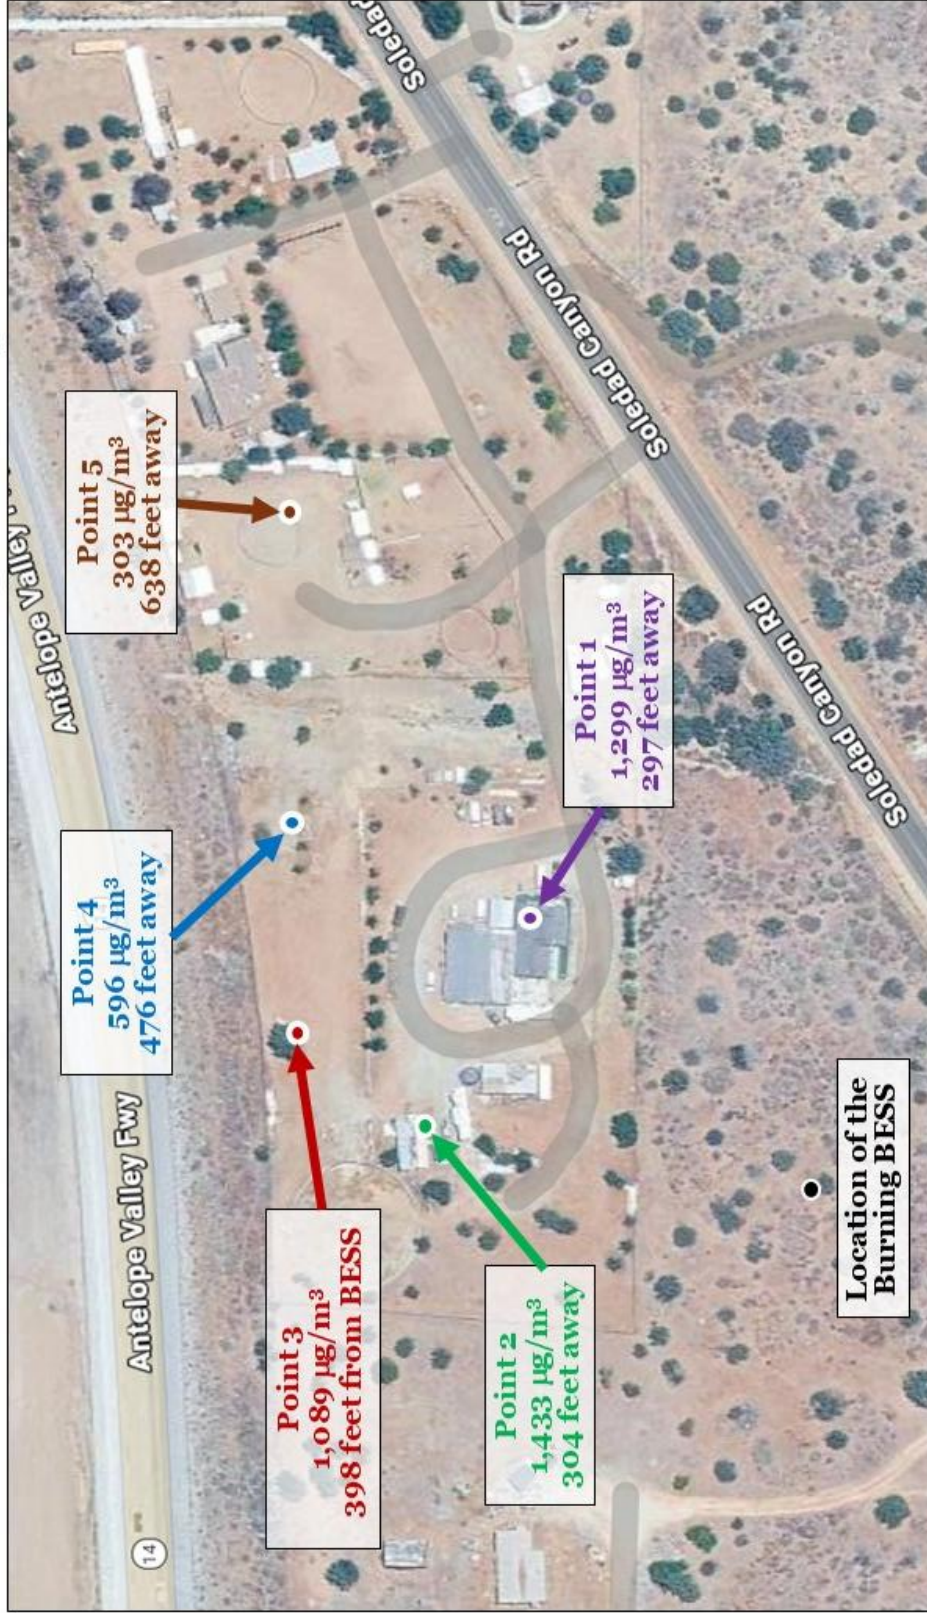 Antelope Valley Fwy
Antelope Valley
14
Point 3
1,089 µg/m³
398 feet from BESS
Point 4
596 µg/m³
476 feet away
Point 5
303 µg/m³
638 feet away
Point 2
1,433 µg/m³
304 feet away
Point 1
1,299 µg/m³
297 feet away
Location of the
Burning BESS
Soledad Canyon Rd
Soledad Canyon Rd
Soledad